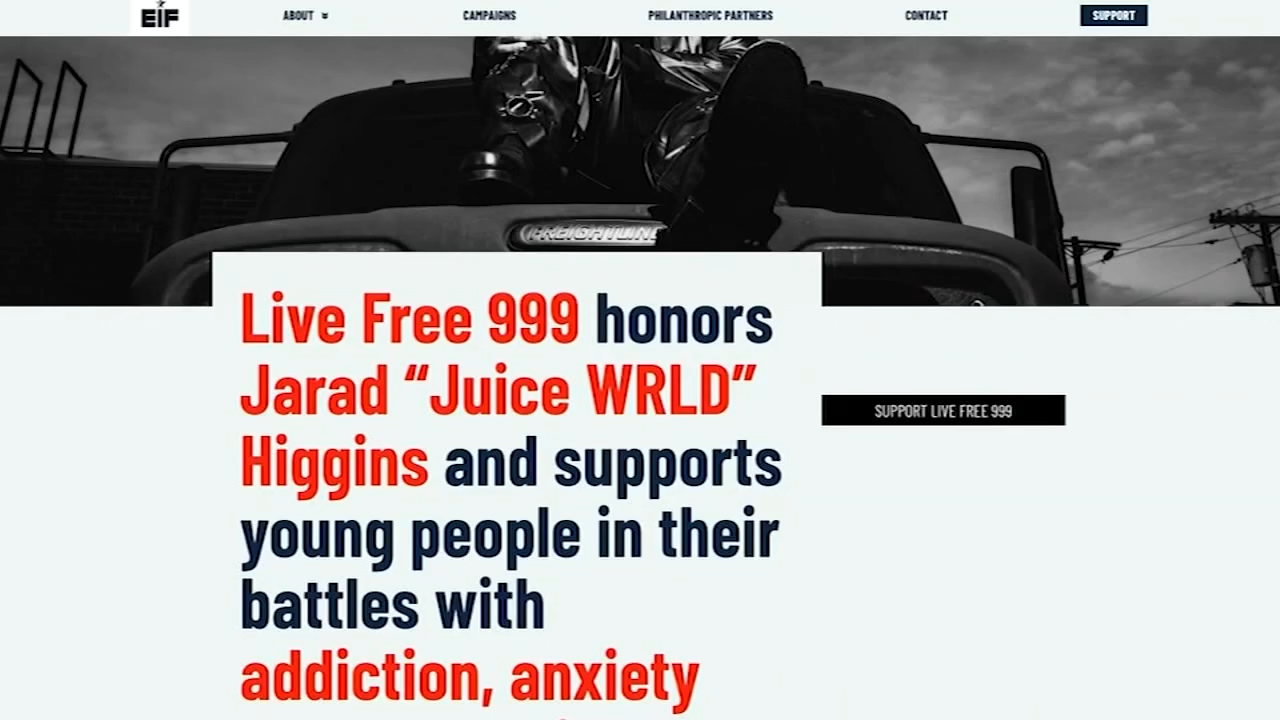 EIF
ABOUT
CAMPAIGNS
PHILANTHROPIC PARTNERS
CONTACT
SUPPORT
FREIGHTLINE
Live Free 999 honors
Jarad “Juice WRLD”
Higgins and supports
young people in their
battles with
addiction, anxiety
SUPPORT LIVE FREE 999